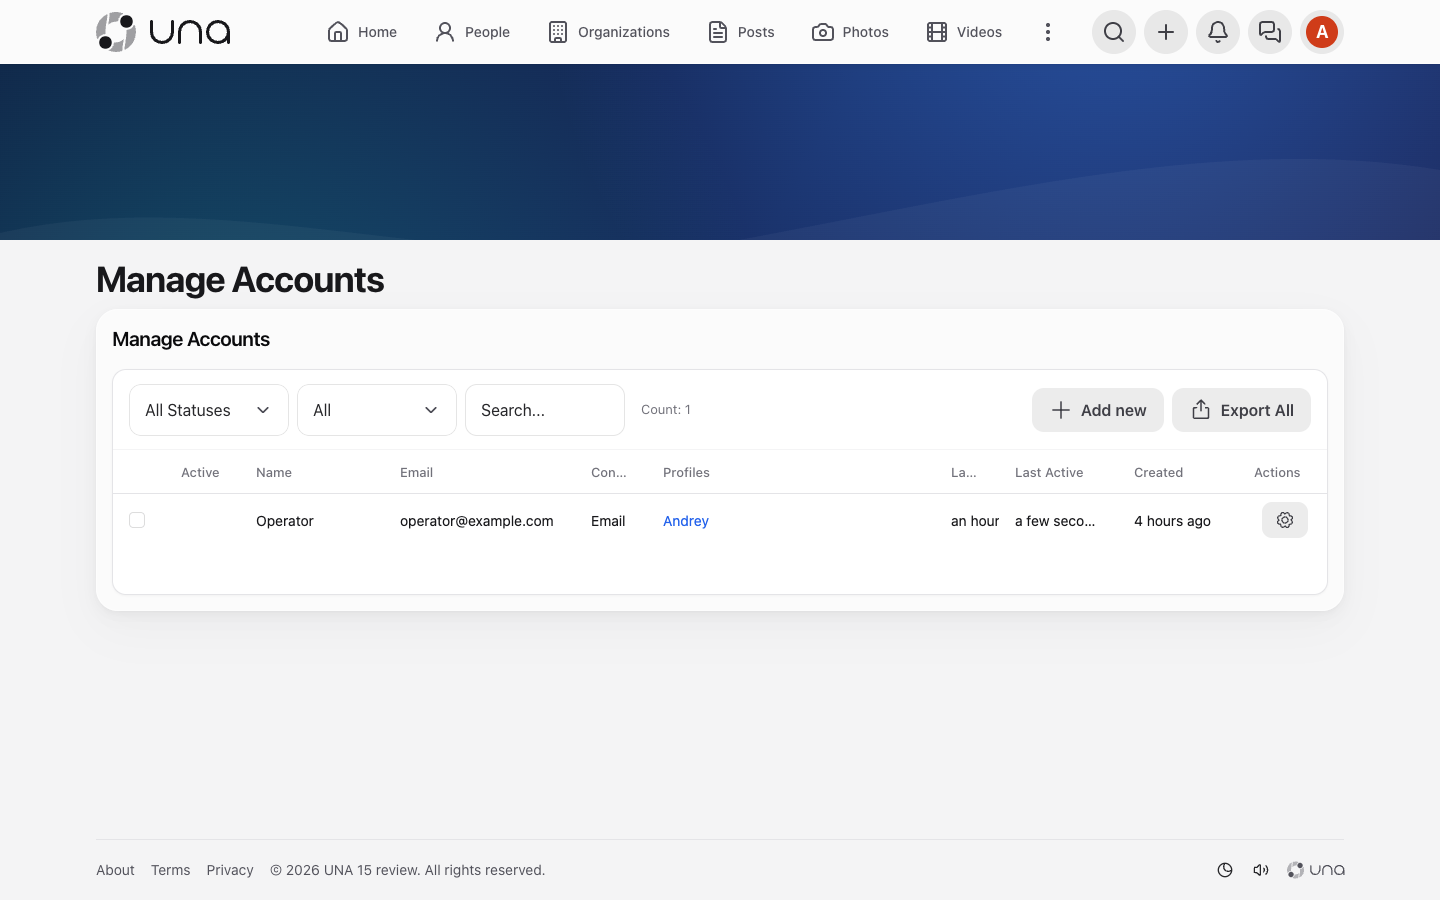 una
Home
People
Organizations
Posts
Photos
Videos
A
Manage Accounts
Manage Accounts
All Statuses
All
Search...
Count: 1
Add new
Export All
Active
Name
Email
Con...
Profiles
La...
Last Active
Created
Actions
Operator
operator@example.com
Email
Andrey
an hour
a few seco...
4 hours ago
About
Terms
Privacy
© 2026 UNA 15 review. All rights reserved.
una